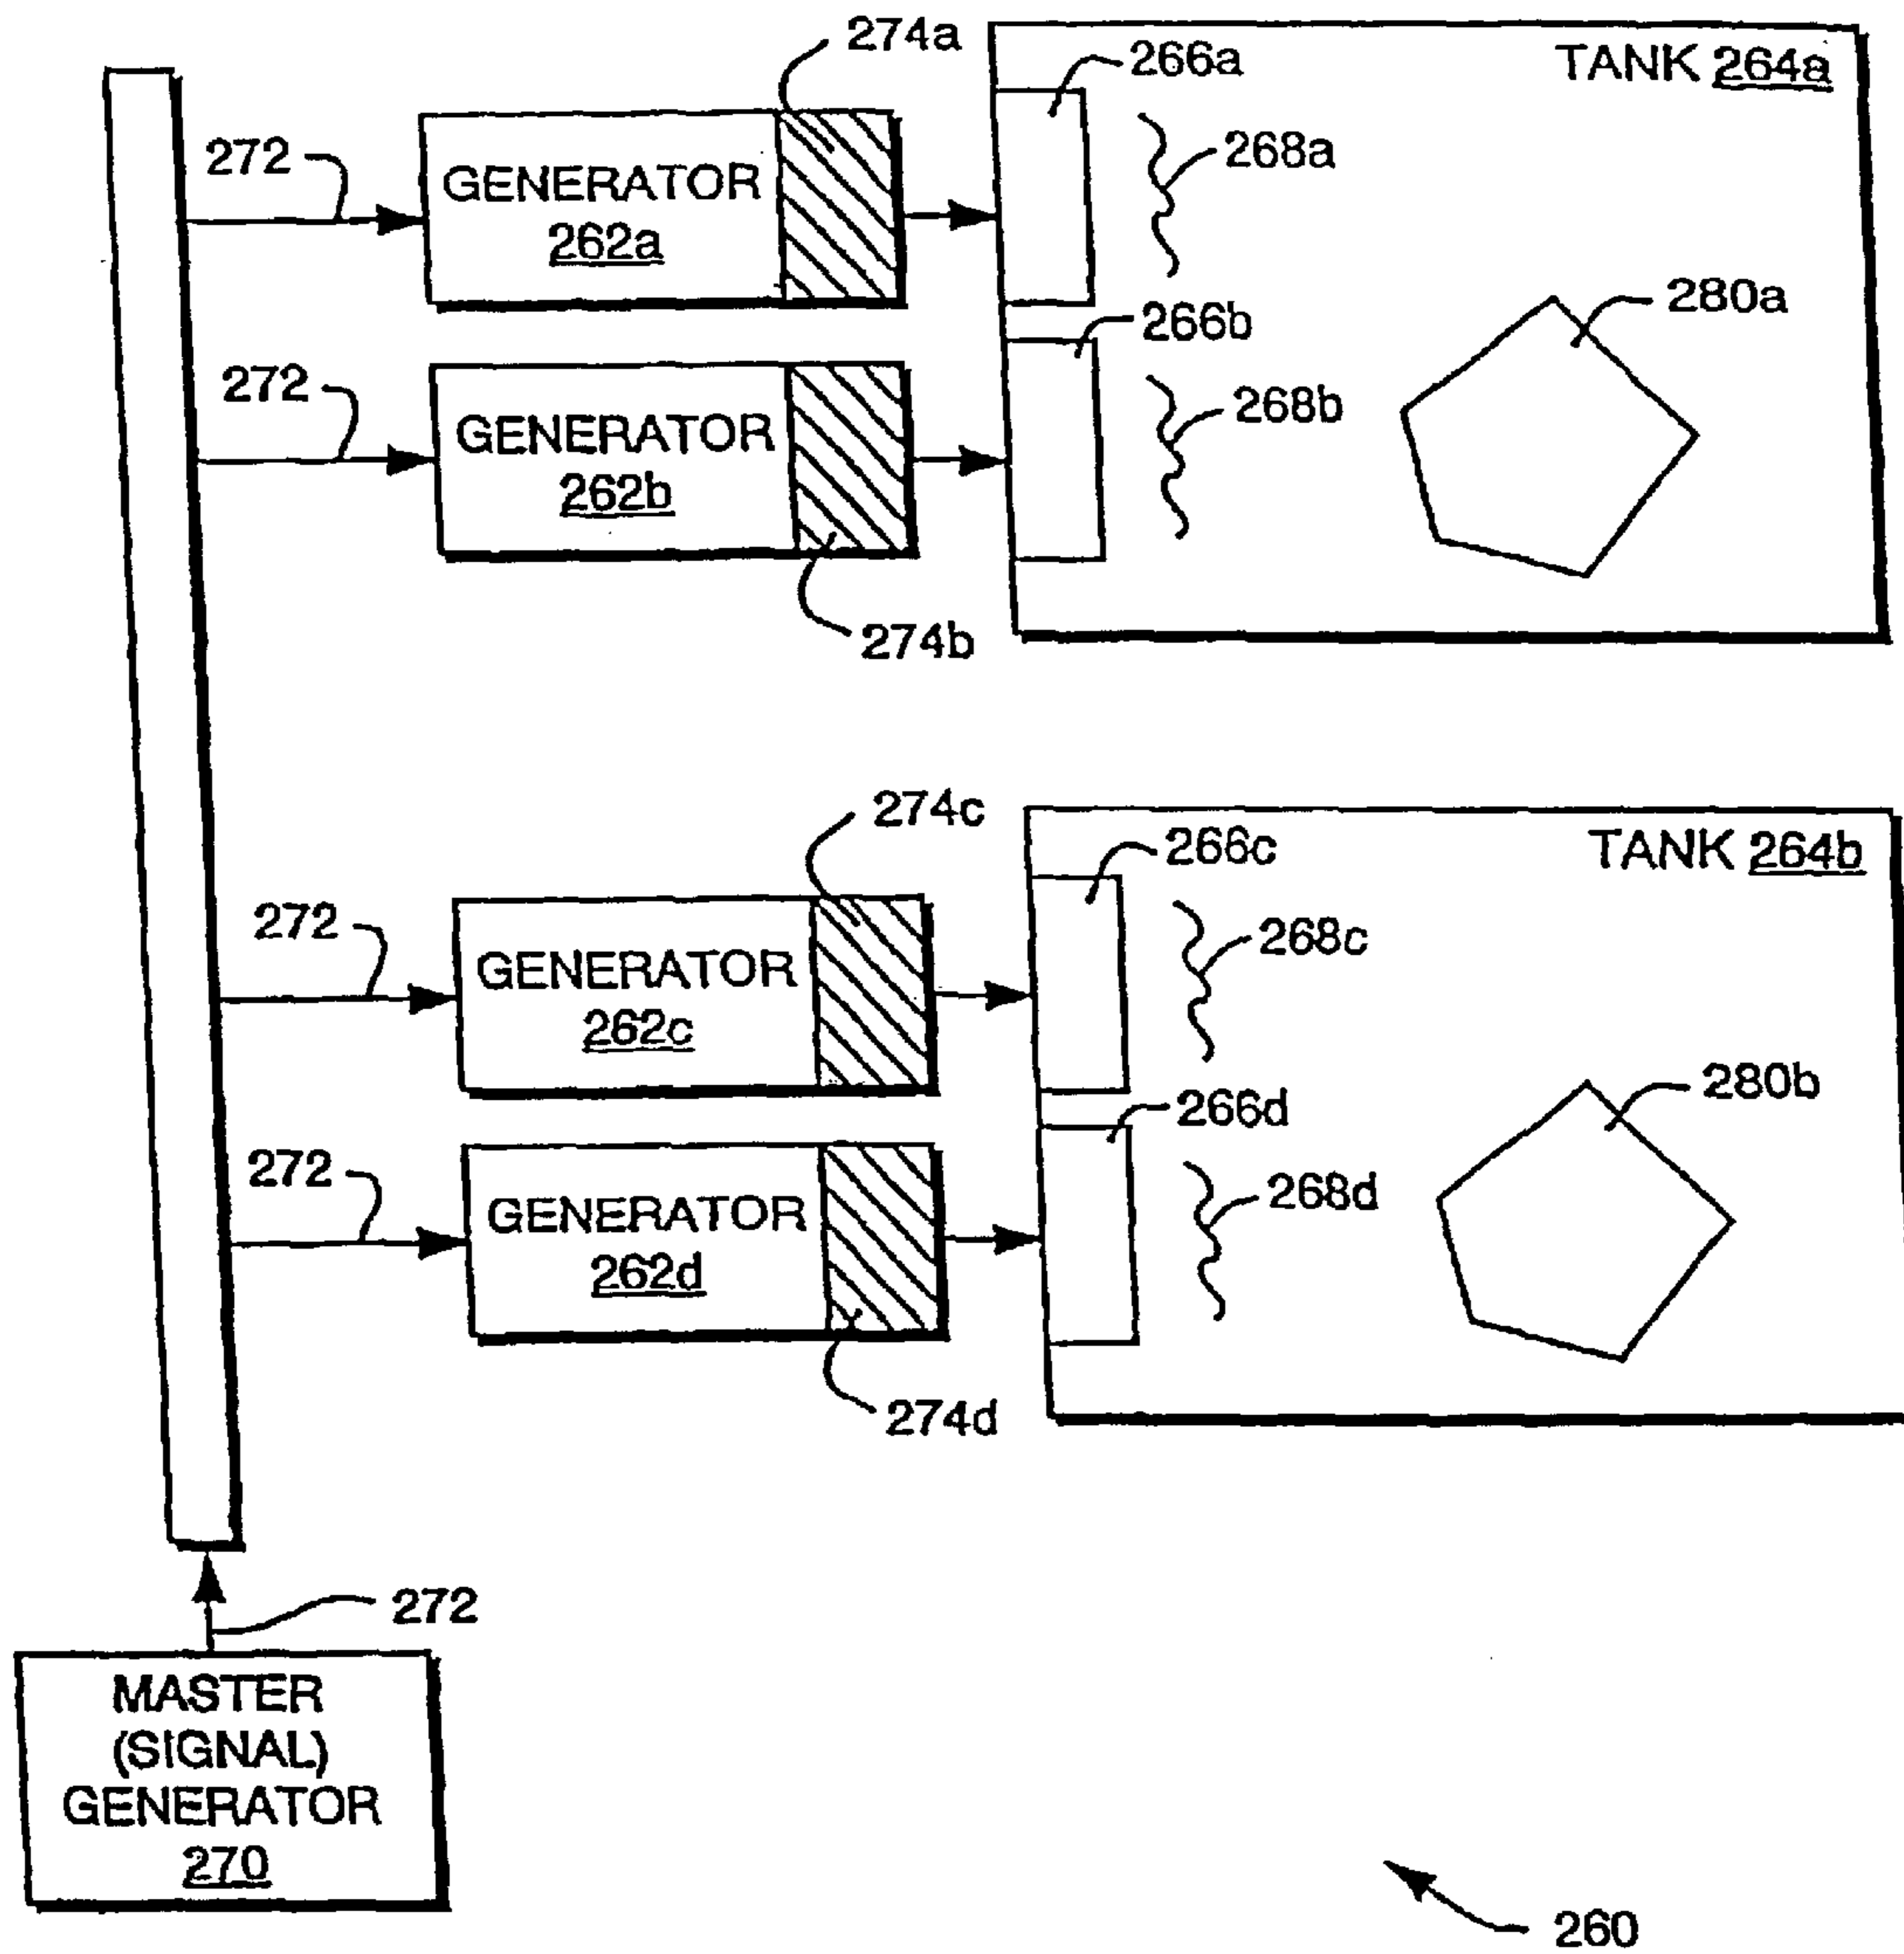 274a
266a
TANK 264a
272
GENERATOR
262a
268a
280a
266b
272
GENERATOR
262b
268b
274b
274c
266c
TANK 264b
272
GENERATOR
262c
268c
280b
266d
272
GENERATOR
262d
268d
274d
272
MASTER
(SIGNAL)
GENERATOR
270
260